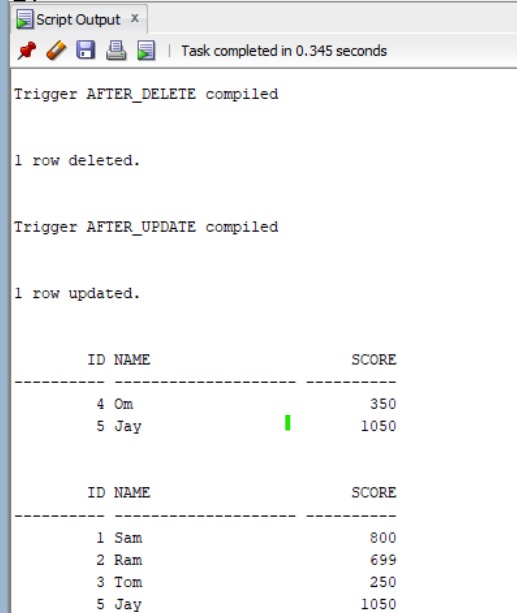 Script Output x
Task completed in 0.345 seconds
Trigger AFTER_DELETE compiled
1 row deleted.
Trigger AFTER_UPDATE compiled
1 row updated.
ID NAME SCORE
---------- -------------------- ----------
4 Om 350
5 Jay 1050
ID NAME SCORE
---------- -------------------- ----------
1 Sam 800
2 Ram 699
3 Tom 250
5 Jay 1050